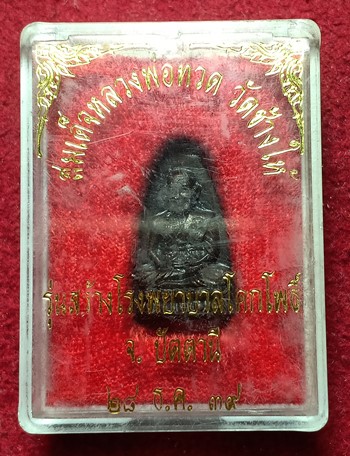 สมเด็จหลวงพ่อทวด วัดช้างให้
รุ่นสร้างโรงพยาบาลโคกโพธิ์
จ. ปัตตานี
๒๘ ธ.ค. ๓๙